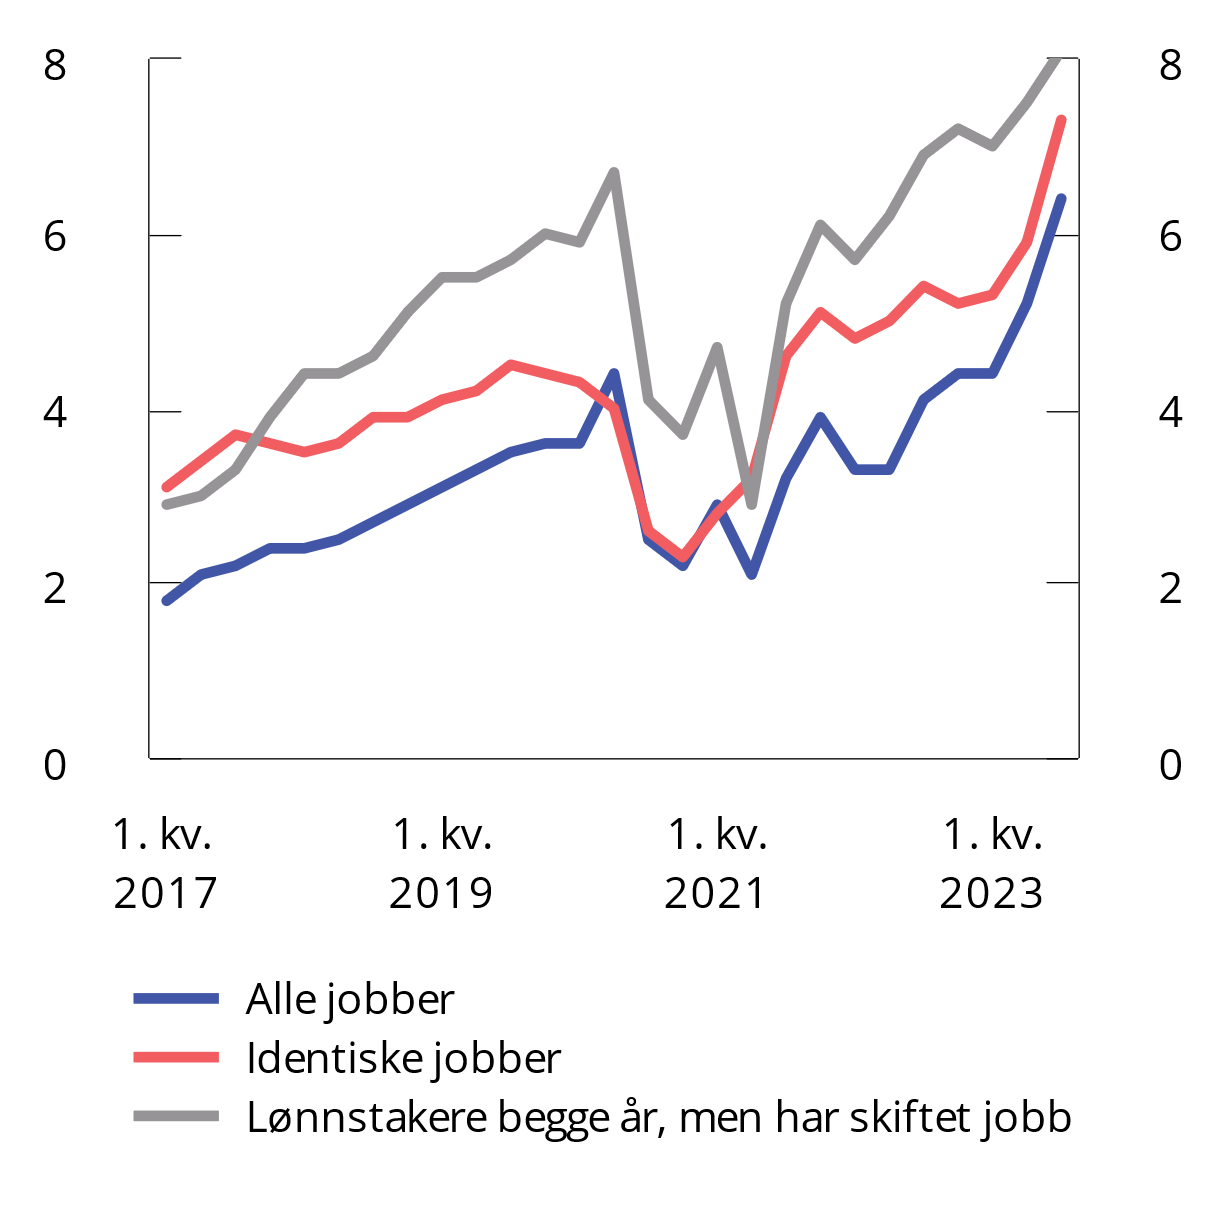 8 8
6 6
4 4
2 2
0 0
1. kv. 1. kv. 1. kv. 1. kv.
2017 2019 2021 2023
Alle jobber
Identiske jobber
Lønnstakere begge år, men har skiftet jobb